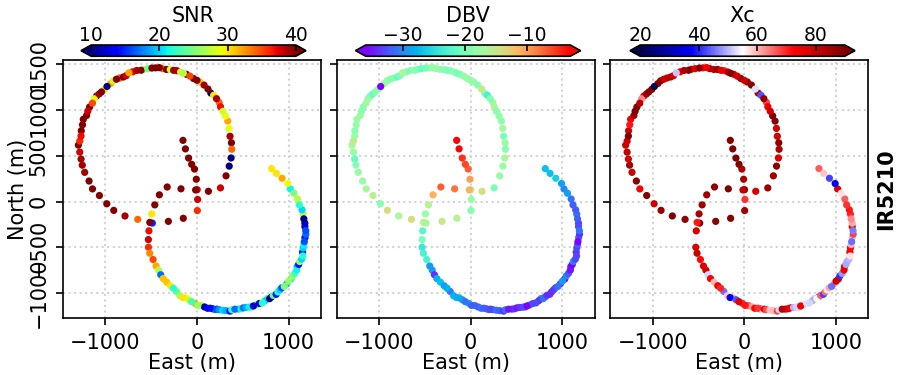 SNR DBV Xc
10 20 30 40 −30 −20 −10 20 40 60 80
1500
1000
500
0
−500
−1000
North (m)
IR5210
−1000 0 1000 −1000 0 1000 −1000 0 1000
East (m) East (m) East (m)